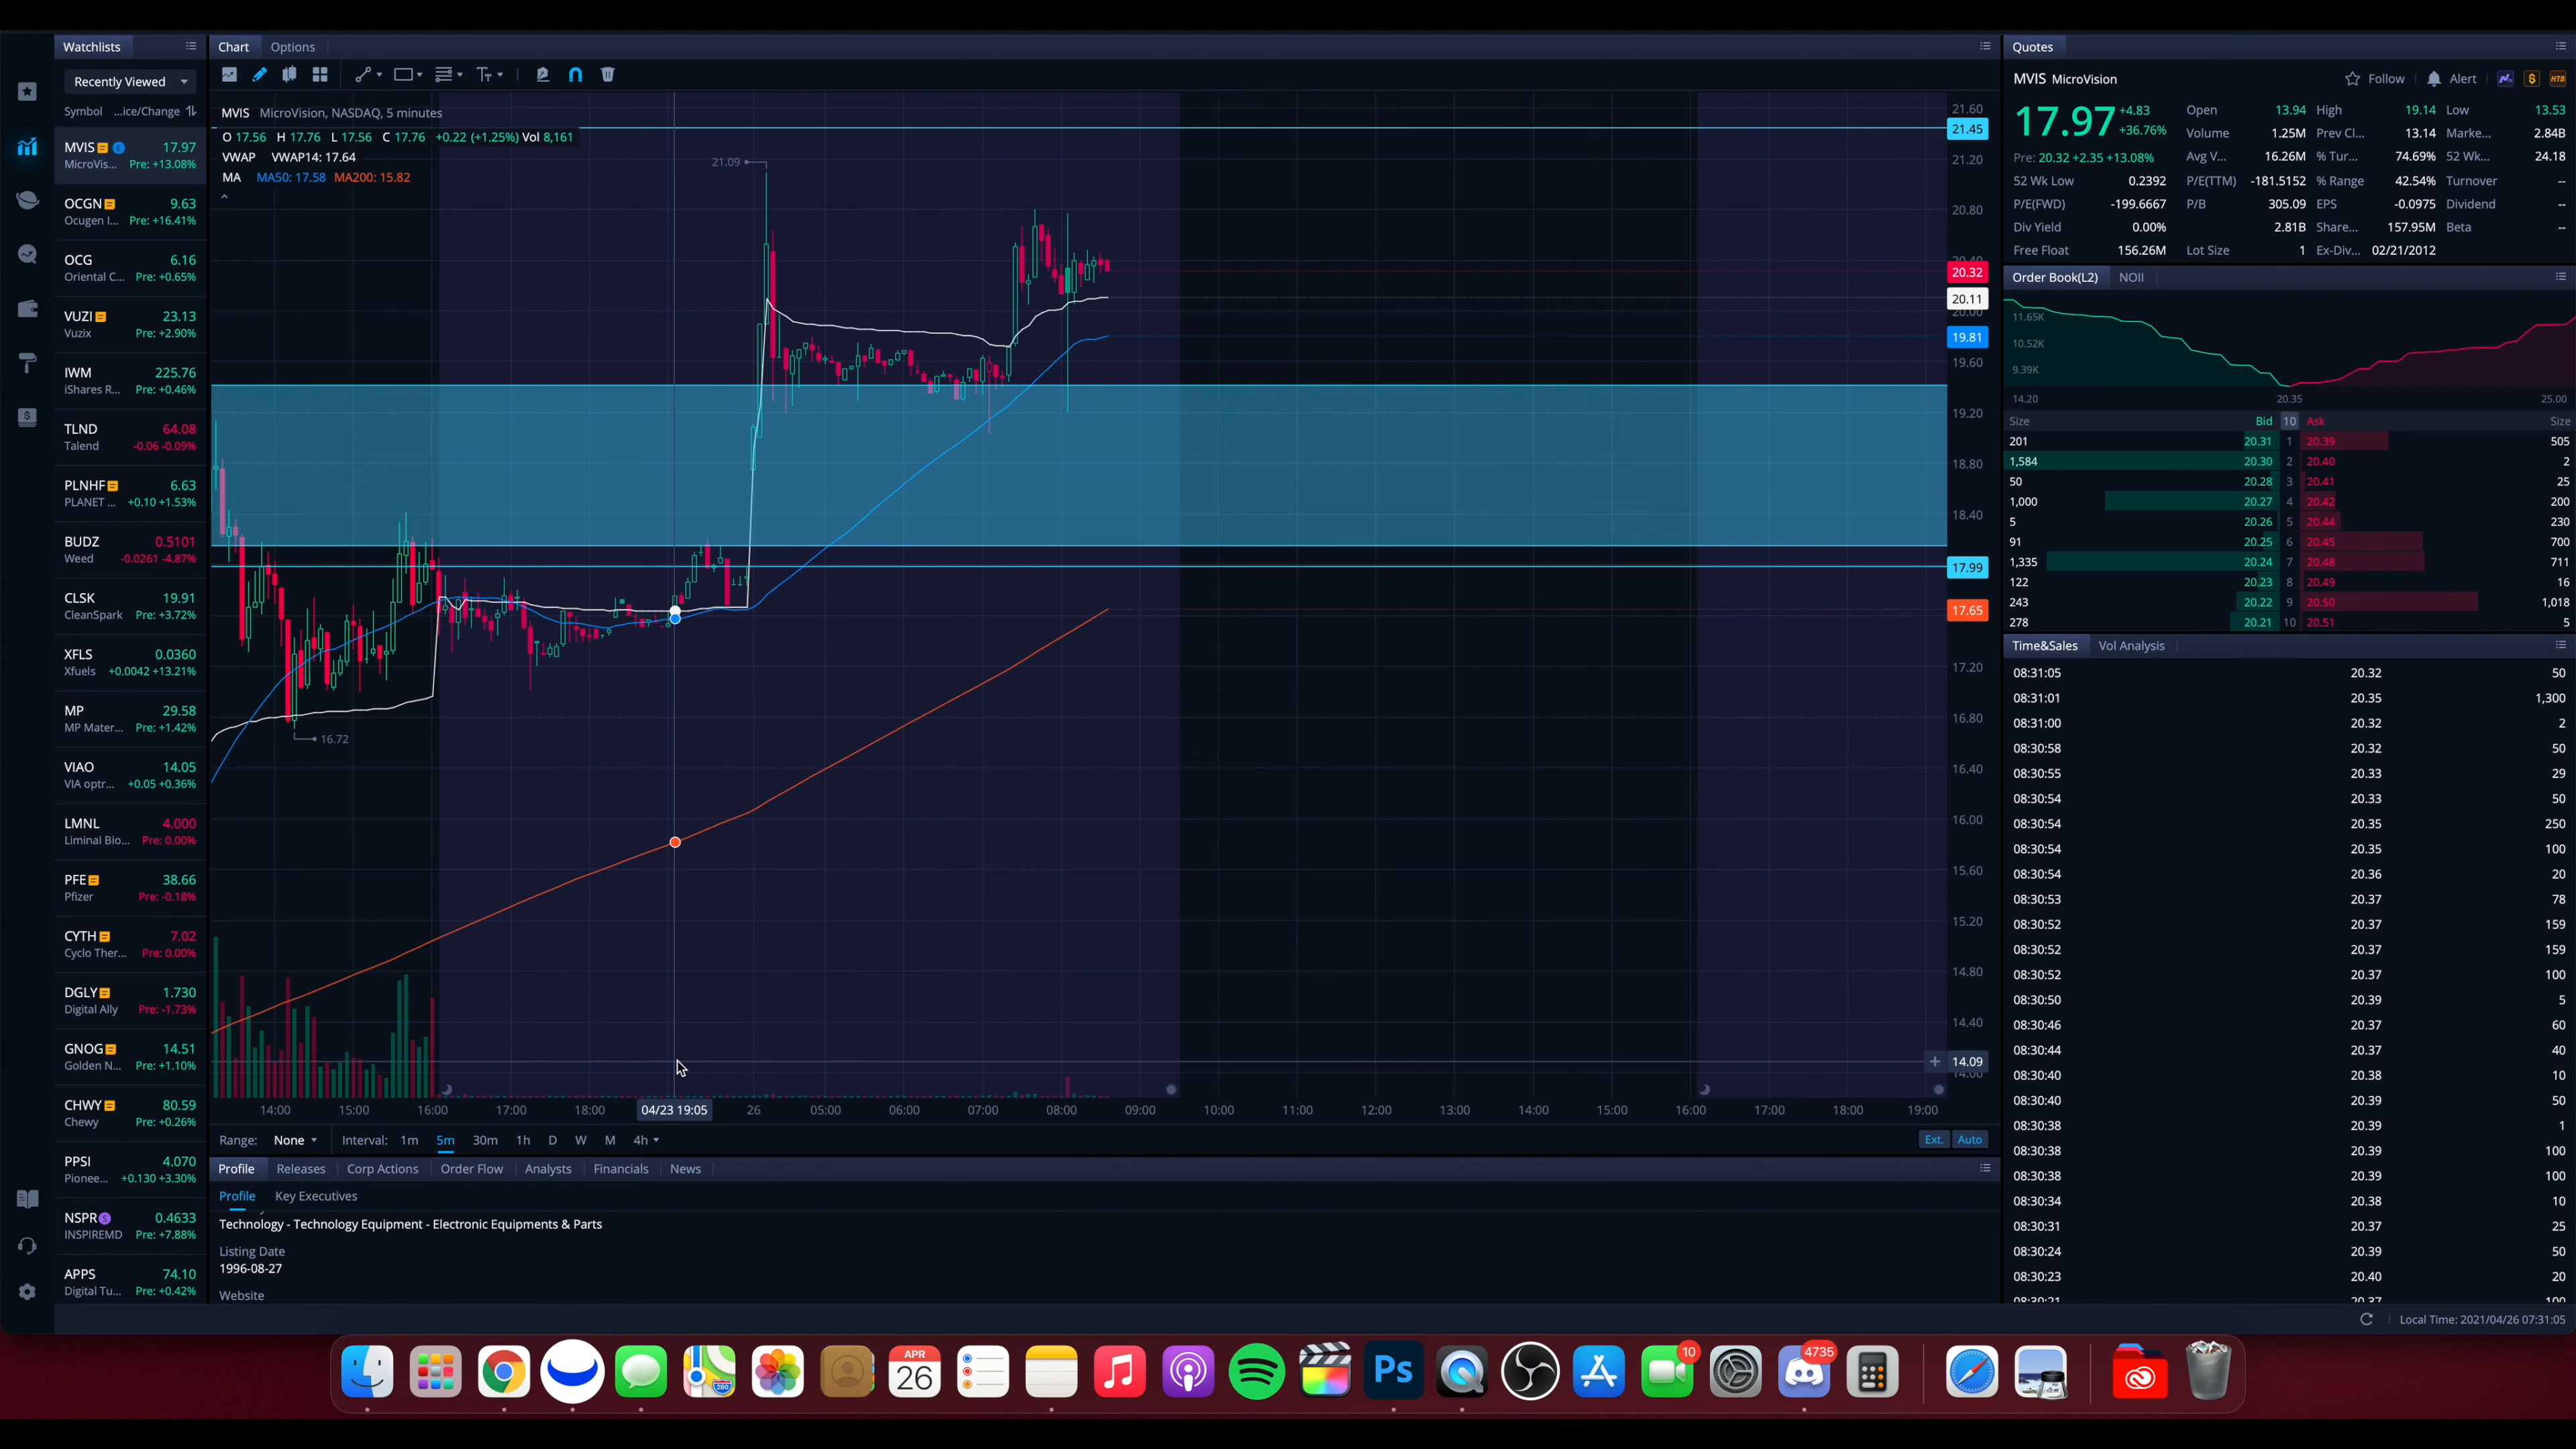 Watchlists
Recently Viewed
Symbol ...ice/Change
MVIS 17.97
MicroVis... Pre: +13.08%
OCGN 9.63
Ocugen I... Pre: +16.41%
OCG 6.16
Oriental C... Pre: +0.65%
VUZI 23.13
Vuzix Pre: +2.90%
IWM 225.76
iShares R... Pre: +0.46%
TLND 64.08
Talend -0.06 -0.09%
PLNHF 6.63
PLANET ... +0.10 +1.53%
BUDZ 0.5101
Weed -0.0261 -4.87%
CLSK 19.91
CleanSpark Pre: +3.72%
XFLS 0.0360
Xfuels +0.0042 +13.21%
MP 29.58
MP Mater... Pre: +1.42%
VIAO 14.05
VIA optr... +0.05 +0.36%
LMNL 4.000
Liminal Bio... Pre: 0.00%
PFE 38.66
Pfizer Pre: -0.18%
CYTH 7.02
Cyclo Ther... Pre: 0.00%
DGLY 1.730
Digital Ally Pre: -1.73%
GNOG 14.51
Golden N... Pre: +1.10%
CHWY 80.59
Chewy Pre: +0.26%
PPSI 4.070
Pionee... +0.130 +3.30%
NSPR S 0.4633
INSPIREMD Pre: +7.88%
APPS 74.10
Digital Tu... Pre: +0.42%
Chart Options
MVIS MicroVision, NASDAQ, 5 minutes
O 17.56 H 17.76 L 17.56 C 17.76 +0.22 (+1.25%) Vol 8,161
VWAP VWAP14: 17.64
MA MA50: 17.58 MA200: 15.82
21.09
16.72
21.60
21.45
21.20
20.80
20.40
20.32
20.11
20.00
19.81
19.60
19.20
18.80
18.40
17.99
17.65
17.20
16.80
16.40
16.00
15.60
15.20
14.80
14.40
14.09
14.00
14:00 15:00 16:00 17:00 18:00 04/23 19:05 26 05:00 06:00 07:00 08:00 09:00 10:00 11:00 12:00 13:00 14:00 15:00 16:00 17:00 18:00 19:00
Range: None Interval: 1m 5m 30m 1h D W M 4h Ext. Auto
Profile Releases Corp Actions Order Flow Analysts Financials News
Profile Key Executives
Technology - Technology Equipment - Electronic Equipments & Parts
Listing Date
1996-08-27
Website
Quotes
MVIS MicroVision Follow Alert $ HTB
17.97 +4.83 +36.76%
Pre: 20.32 +2.35 +13.08%
Open 13.94 High 19.14 Low 13.53
Volume 1.25M Prev Cl... 13.14 Marke... 2.84B
Avg V... 16.26M % Tur... 74.69% 52 Wk... 24.18
52 Wk Low 0.2392 P/E(TTM) -181.5152 % Range 42.54% Turnover --
P/E(FWD) -199.6667 P/B 305.09 EPS -0.0975 Dividend --
Div Yield 0.00% 2.81B Share... 157.95M Beta --
Free Float 156.26M Lot Size 1 Ex-Div... 02/21/2012
Order Book(L2) NOII
11.65K
10.52K
9.39K
14.20 20.35 25.00
Size Bid 10 Ask Size
201 20.31 1 20.39 505
1,584 20.30 2 20.40 2
50 20.28 3 20.41 25
1,000 20.27 4 20.42 200
5 20.26 5 20.44 230
91 20.25 6 20.45 700
1,335 20.24 7 20.48 711
122 20.23 8 20.49 16
243 20.22 9 20.50 1,018
278 20.21 10 20.51 5
Time&Sales Vol Analysis
08:31:05 20.32 50
08:31:01 20.35 1,300
08:31:00 20.32 2
08:30:58 20.32 50
08:30:55 20.33 29
08:30:54 20.33 50
08:30:54 20.35 250
08:30:54 20.35 100
08:30:54 20.36 20
08:30:53 20.37 78
08:30:52 20.37 159
08:30:52 20.37 159
08:30:52 20.37 100
08:30:50 20.39 5
08:30:46 20.37 60
08:30:44 20.37 40
08:30:40 20.38 10
08:30:40 20.39 50
08:30:38 20.39 1
08:30:38 20.39 100
08:30:38 20.39 100
08:30:34 20.38 10
08:30:31 20.37 25
08:30:24 20.39 50
08:30:23 20.40 20
08:30:21 20.37 100
Local Time: 2021/04/26 07:31:05
APR
26
280
Ps
10
4735